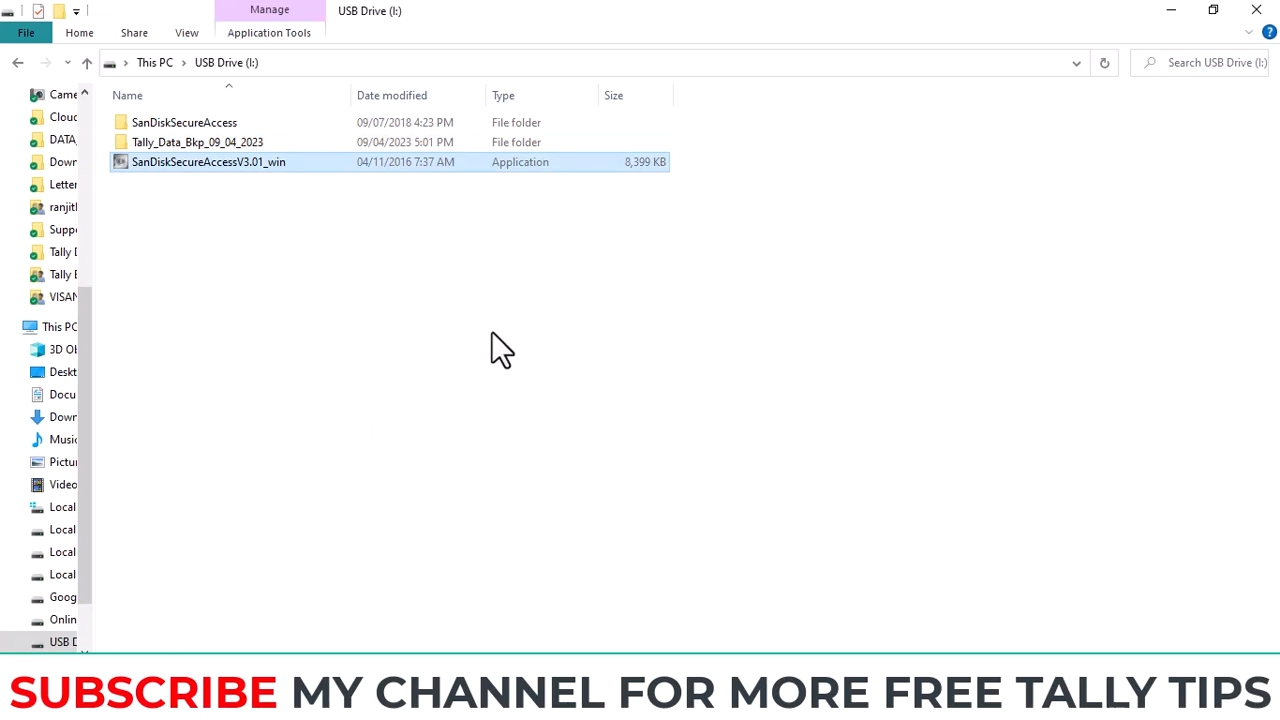 Manage
USB Drive (I:)
File
Home
Share
View
Application Tools
This PC
USB Drive (I:)
Search USB Drive (I:)
Name
Date modified
Type
Size
SanDiskSecureAccess
09/07/2018 4:23 PM
File folder
Tally_Data_Bkp_09_04_2023
09/04/2023 5:01 PM
File folder
SanDiskSecureAccessV3.01_win
04/11/2016 7:37 AM
Application
8,399 KB
Came
Clou
DATA
Down
Letter
ranjit
Supp
Tally D
Tally B
VISAN
This PC
3D Ob
Deskt
Docu
Down
Music
Pictu
Video
Local
Local
Local
Local
Goog
Onlin
USB D
SUBSCRIBE MY CHANNEL FOR MORE FREE TALLY TIPS